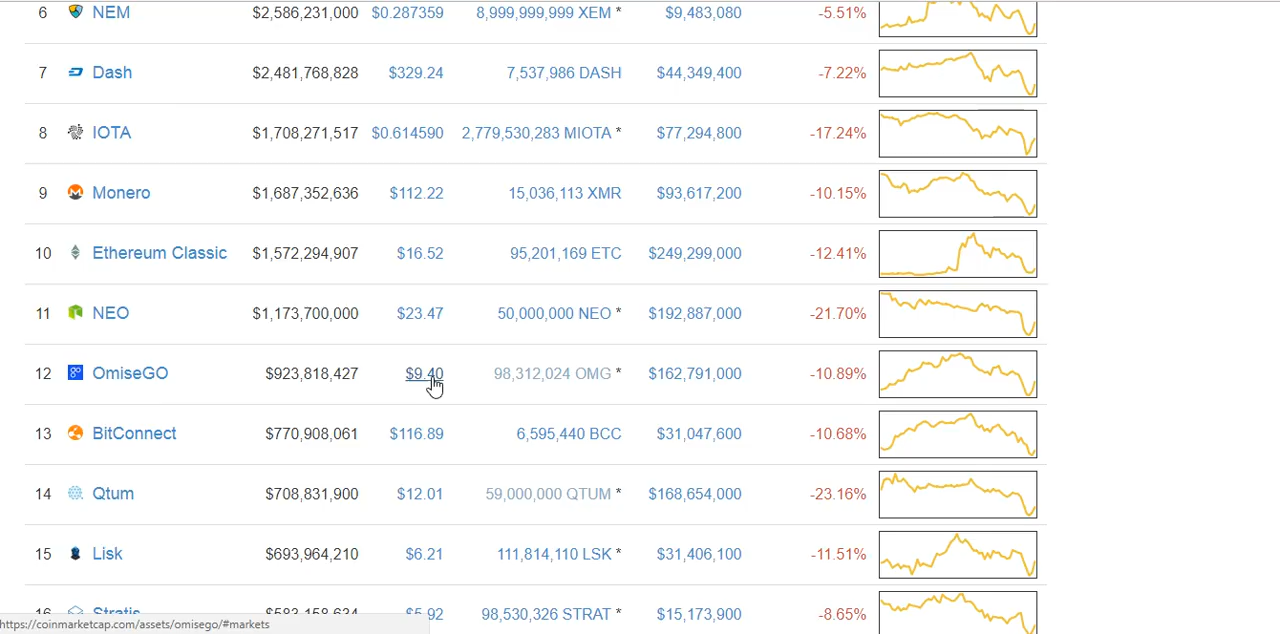 6 NEM $2,586,231,000 $0.287359 8,999,999,999 XEM * $9,483,080 -5.51%
7 Dash $2,481,768,828 $329.24 7,537,986 DASH $44,349,400 -7.22%
8 IOTA $1,708,271,517 $0.614590 2,779,530,283 MIOTA * $77,294,800 -17.24%
9 Monero $1,687,352,636 $112.22 15,036,113 XMR $93,617,200 -10.15%
10 Ethereum Classic $1,572,294,907 $16.52 95,201,169 ETC $249,299,000 -12.41%
11 NEO $1,173,700,000 $23.47 50,000,000 NEO * $192,887,000 -21.70%
12 OmiseGO $923,818,427 $9.40 98,312,024 OMG * $162,791,000 -10.89%
13 BitConnect $770,908,061 $116.89 6,595,440 BCC $31,047,600 -10.68%
14 Qtum $708,831,900 $12.01 59,000,000 QTUM * $168,654,000 -23.16%
15 Lisk $693,964,210 $6.21 111,814,110 LSK * $31,406,100 -11.51%
16 Stratis $583,158,634 $5.92 98,530,326 STRAT * $15,173,900 -8.65%
https://coinmarketcap.com/assets/omisego/#markets